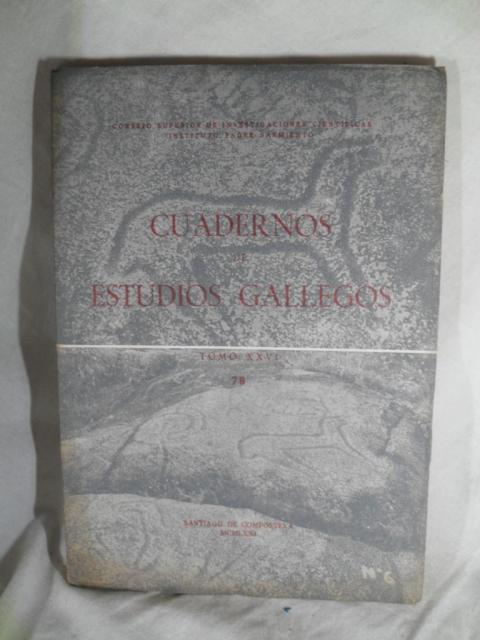 CONSEJO SUPERIOR DE INVESTIGACIONES CIENTIFICAS
INSTITUTO PADRE SARMIENTO
CUADERNOS
DE
ESTUDIOS GALLEGOS
TOMO XXVI
78
SANTIAGO DE COMPOSTELA
MCMLXXI
Nº6